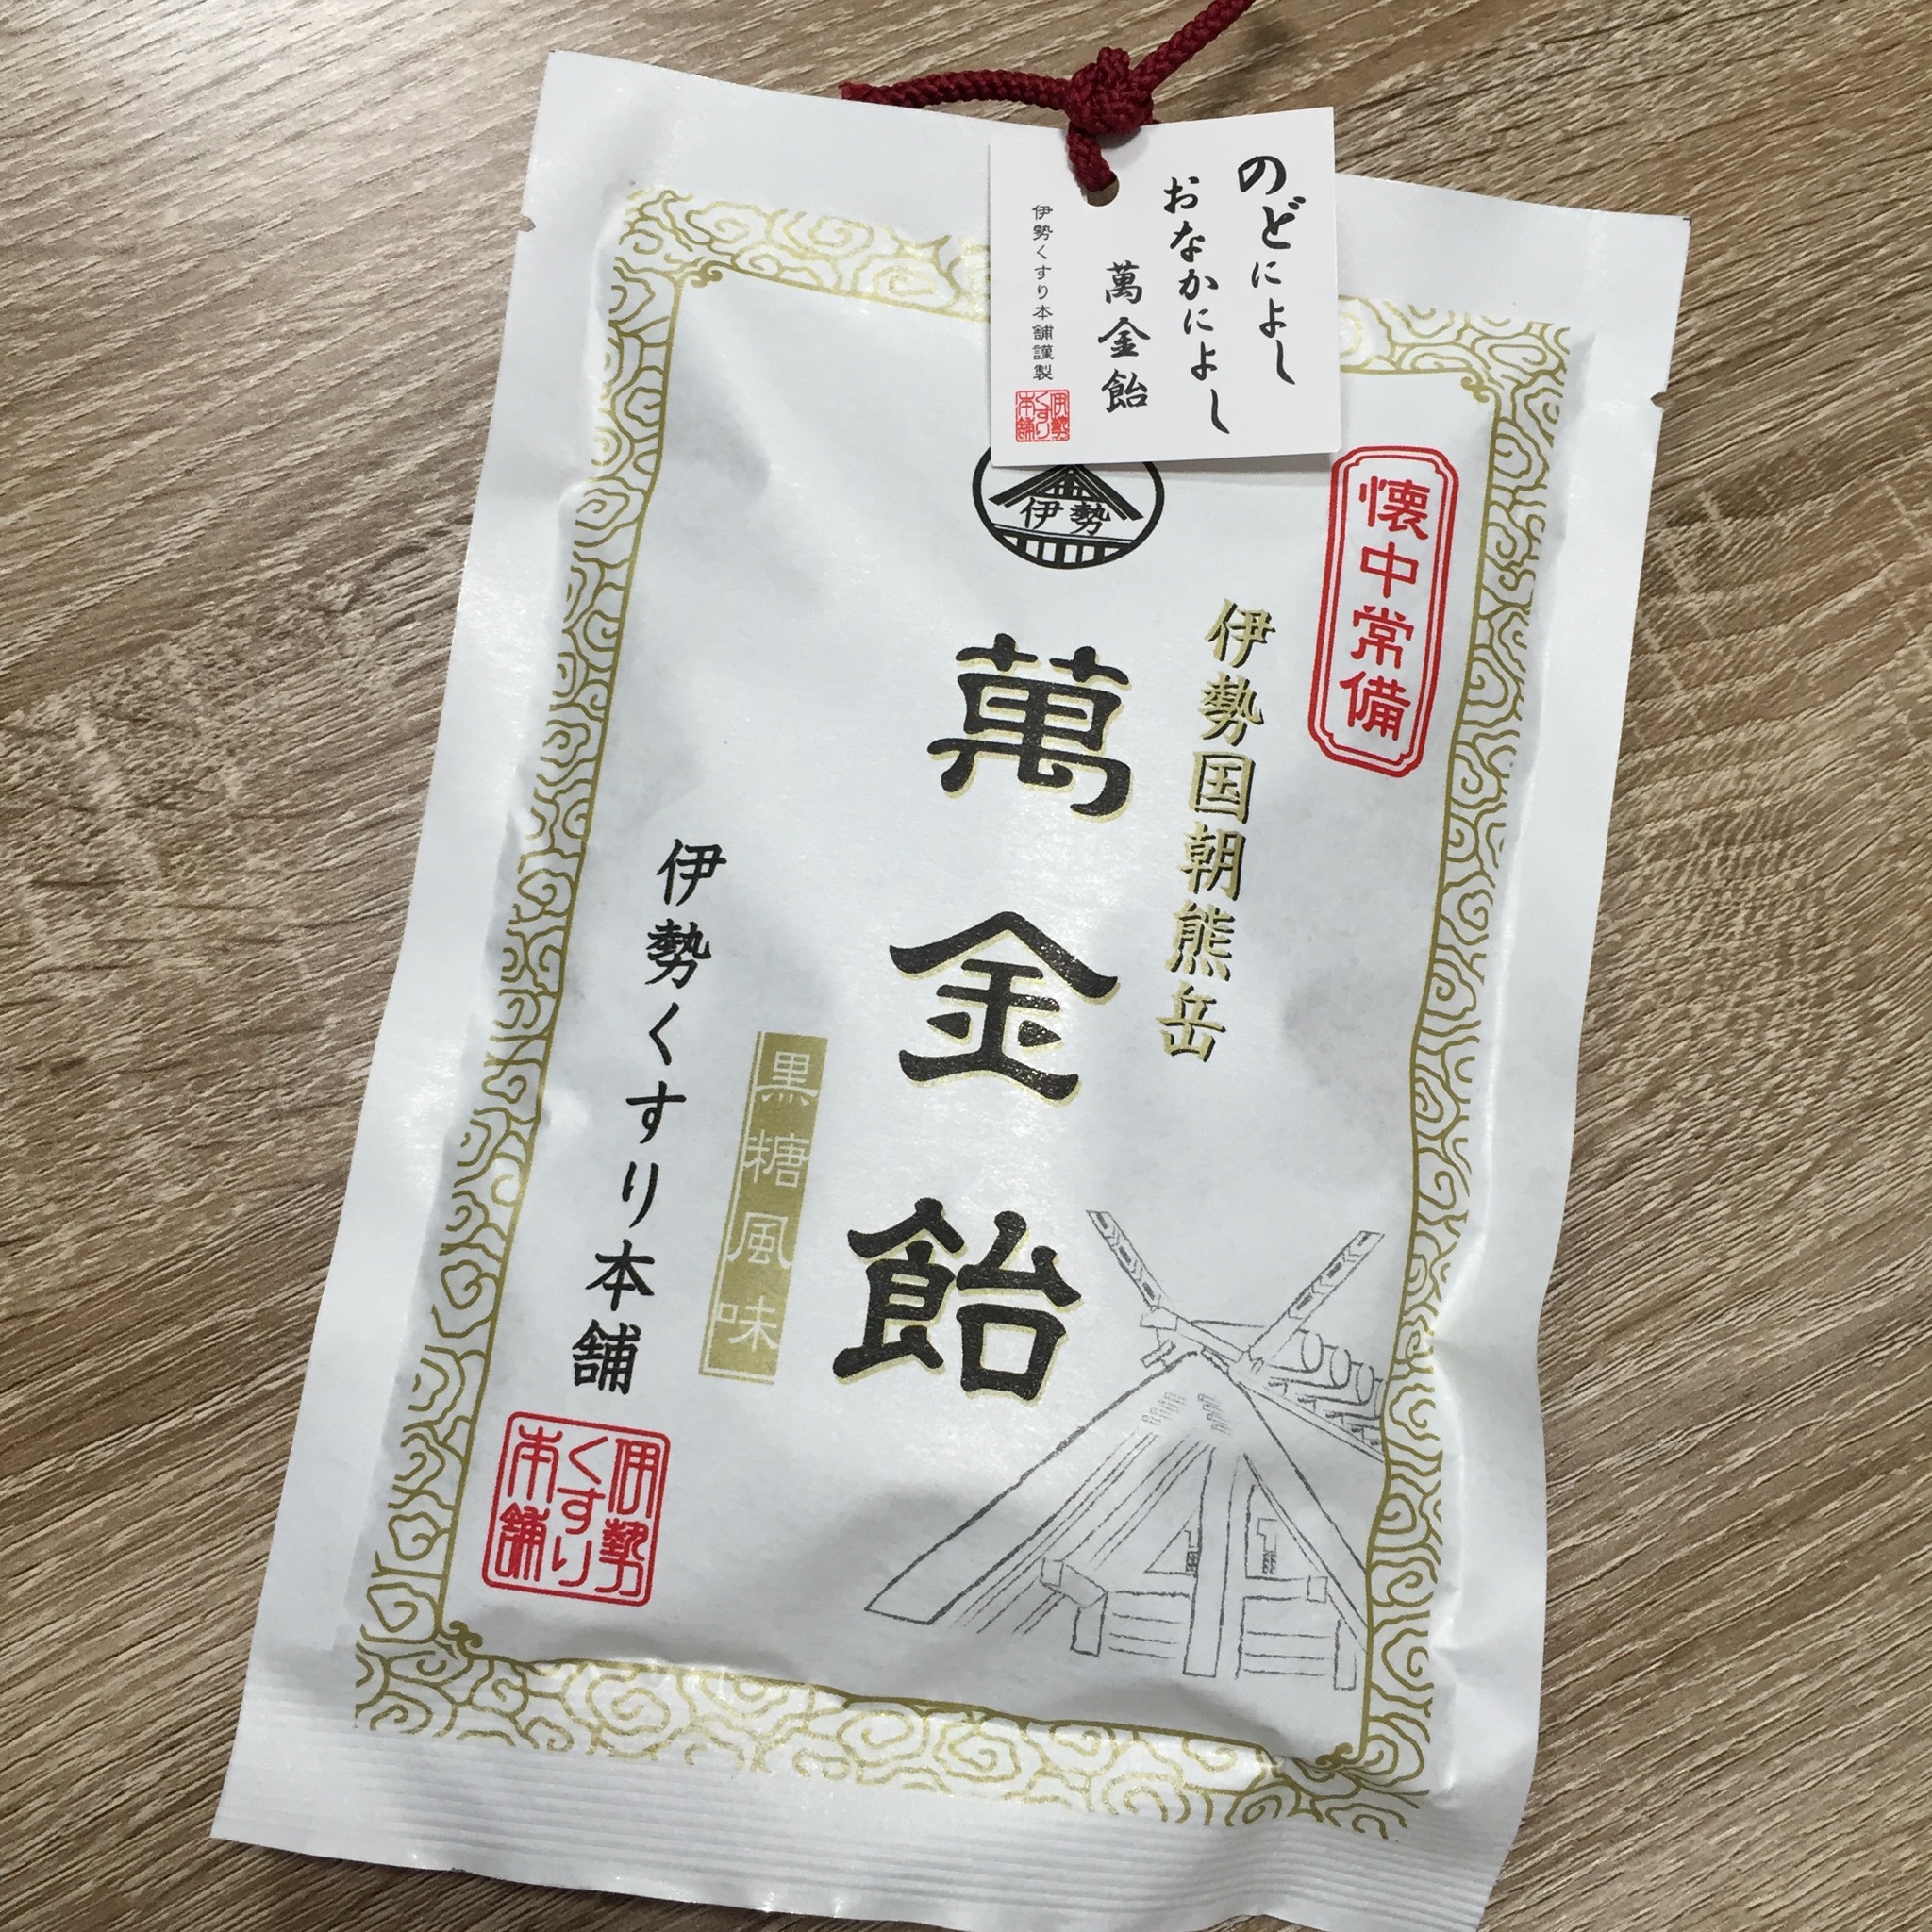 のどによし
おなかによし
萬金飴
伊勢くすり本舗謹製
伊勢
くすり
本舗
伊勢
懐中常備
伊勢国朝熊岳
萬金飴
黒糖風味
伊勢くすり本舗
伊勢
くすり
本舗